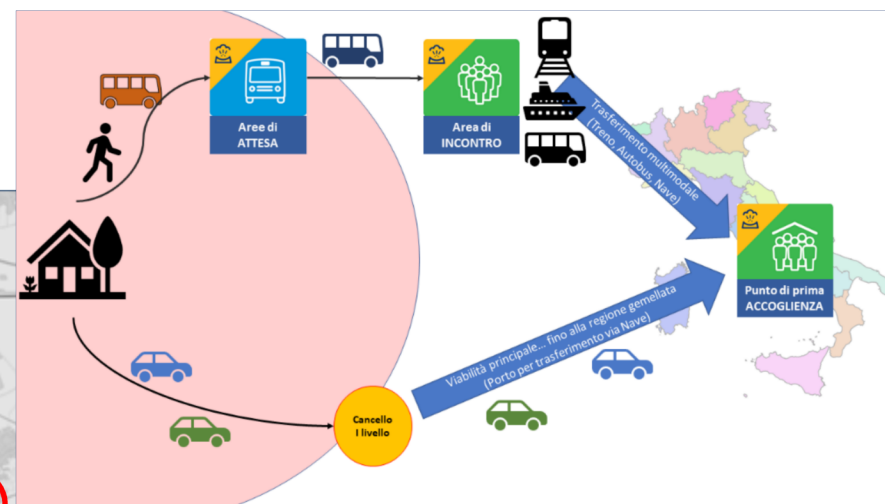 Aree di
ATTESA
Area di
INCONTRO
Trasferimento multimodale
(Treno, Autobus, Nave)
Punto di prima
ACCOGLIENZA
Viabilità principale... fino alla regione gemellata
(Porto per trasferimento via Nave)
Cancello
I livello